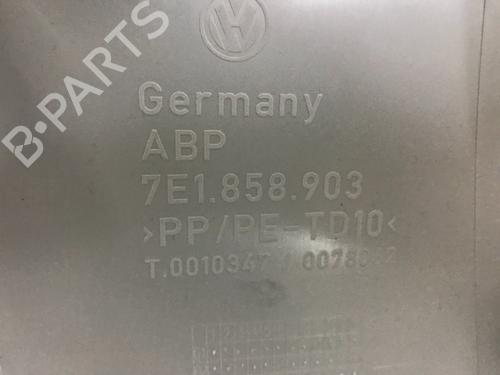 B-PARTS
Germany
ABP
7E1.858.903
>PP/PE-TD10<